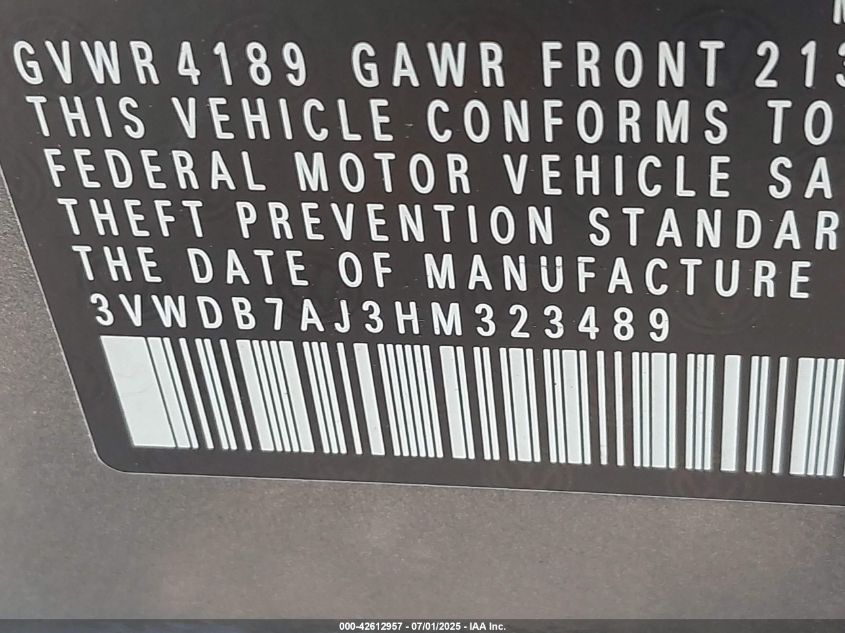 GVWR 4189 GAWR FRONT 213
THIS VEHICLE CONFORMS TO
FEDERAL MOTOR VEHICLE SA
THEFT PREVENTION STANDAR
THE DATE OF MANUFACTURE
3VWDB7AJ3HM323489
000-42612957 - 07/01/2025 - IAA Inc.